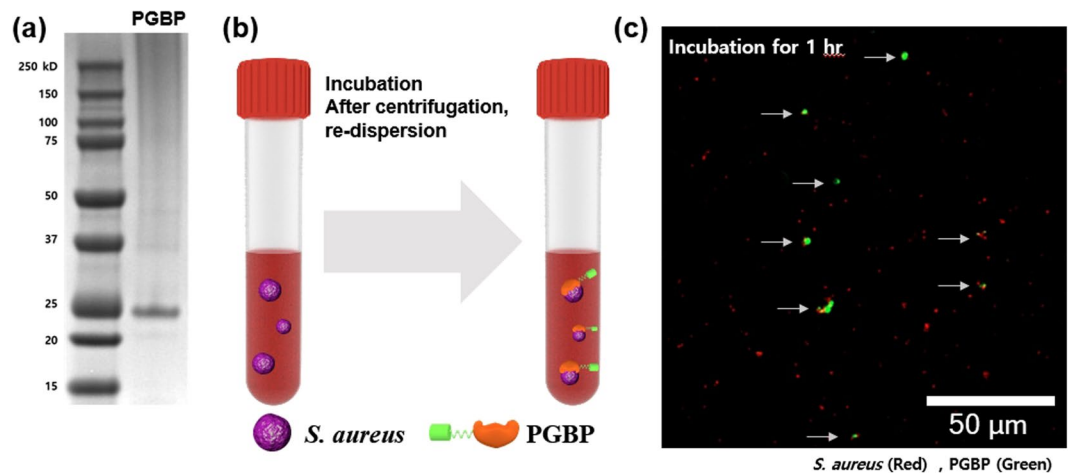 (a)
PGBP
250 kD
150
100
75
50
37
25
20
15
(b)
Incubation
After centrifugation,
re-dispersion
S. aureus
PGBP
(c)
Incubation for 1 hr
50 μm
S. aureus (Red) , PGBP (Green)